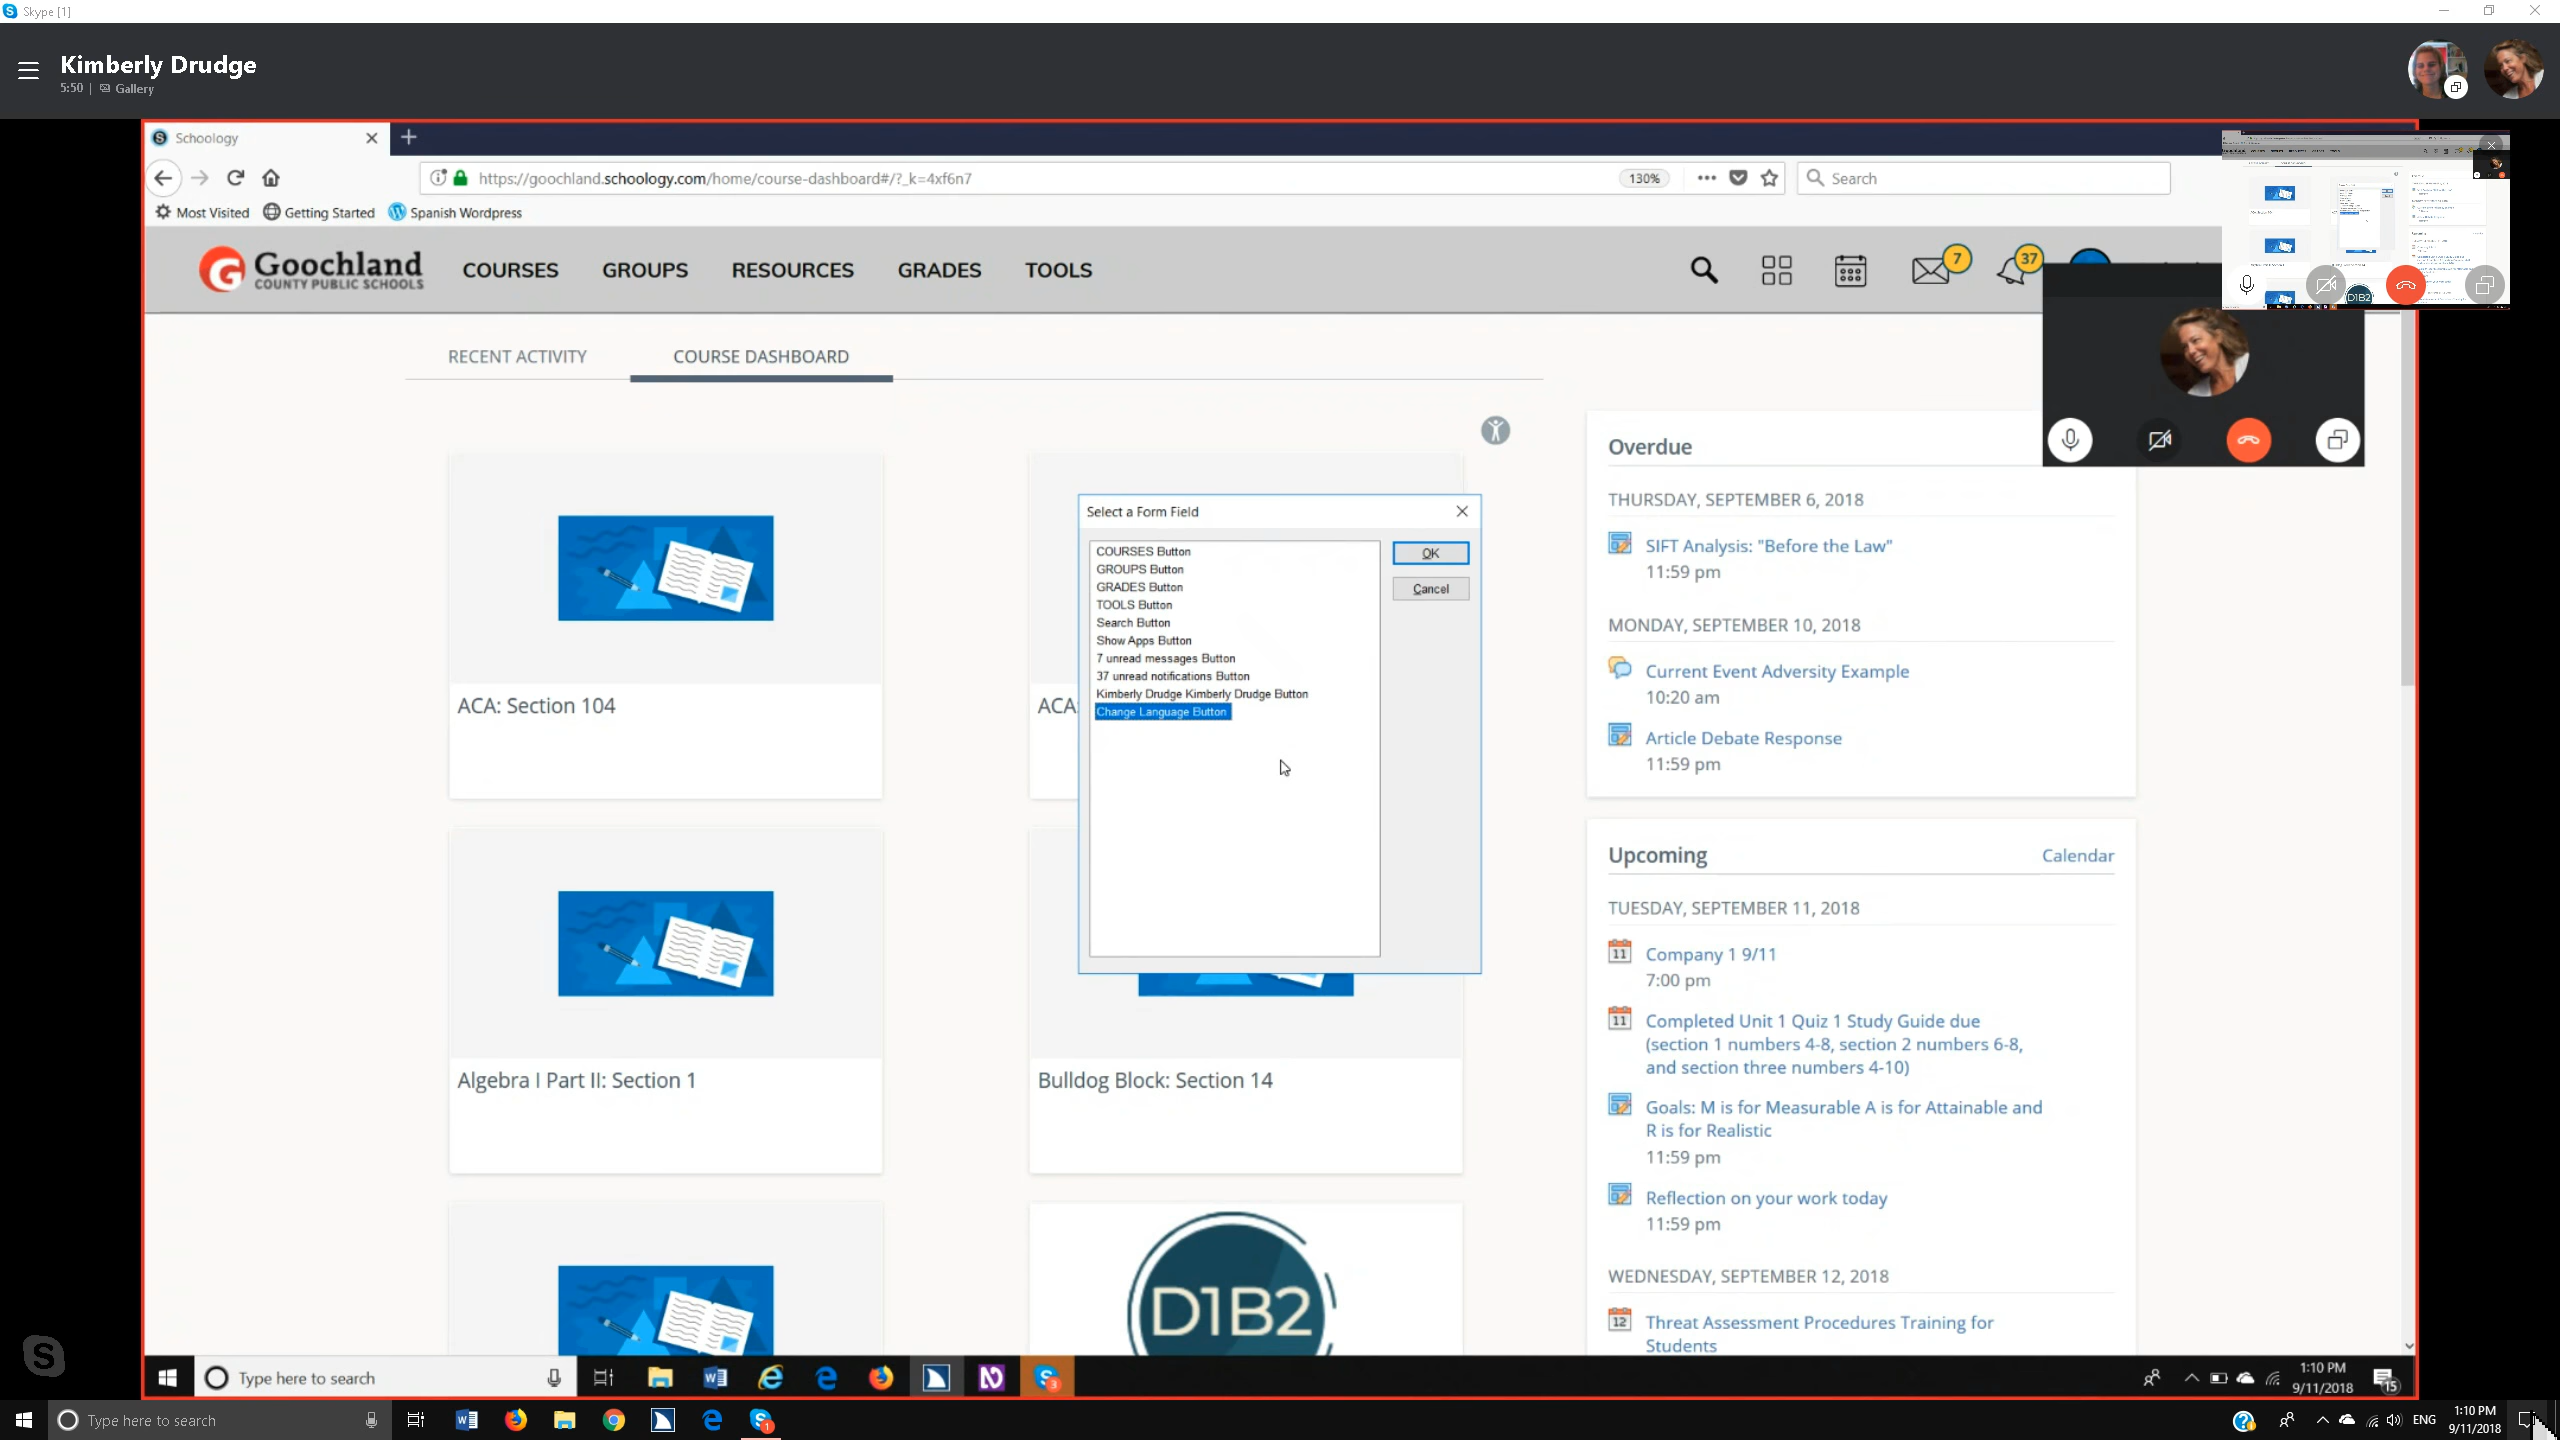 Skype [1]
Kimberly Drudge
5:50 | Gallery
Schoology
https://goochland.schoology.com/home/course-dashboard#/?_k=4xf6n7
130%
Search
Most Visited
Getting Started
Spanish Wordpress
Goochland
COUNTY PUBLIC SCHOOLS
COURSES
GROUPS
RESOURCES
GRADES
TOOLS
7
37
RECENT ACTIVITY
COURSE DASHBOARD
ACA: Section 104
ACA:
Algebra I Part II: Section 1
Bulldog Block: Section 14
D1B2
Select a Form Field
COURSES Button
GROUPS Button
GRADES Button
TOOLS Button
Search Button
Show Apps Button
7 unread messages Button
37 unread notifications Button
Kimberly Drudge Kimberly Drudge Button
Change Language Button
OK
Cancel
Overdue
THURSDAY, SEPTEMBER 6, 2018
SIFT Analysis: "Before the Law"
11:59 pm
MONDAY, SEPTEMBER 10, 2018
Current Event Adversity Example
10:20 am
Article Debate Response
11:59 pm
Upcoming
Calendar
TUESDAY, SEPTEMBER 11, 2018
11
Company 1 9/11
7:00 pm
11
Completed Unit 1 Quiz 1 Study Guide due
(section 1 numbers 4-8, section 2 numbers 6-8,
and section three numbers 4-10)
Goals: M is for Measurable A is for Attainable and
R is for Realistic
11:59 pm
Reflection on your work today
11:59 pm
WEDNESDAY, SEPTEMBER 12, 2018
12
Threat Assessment Procedures Training for
Students
D1B2
Type here to search
3
1:10 PM
9/11/2018
15
Type here to search
1
ENG
1:10 PM
9/11/2018